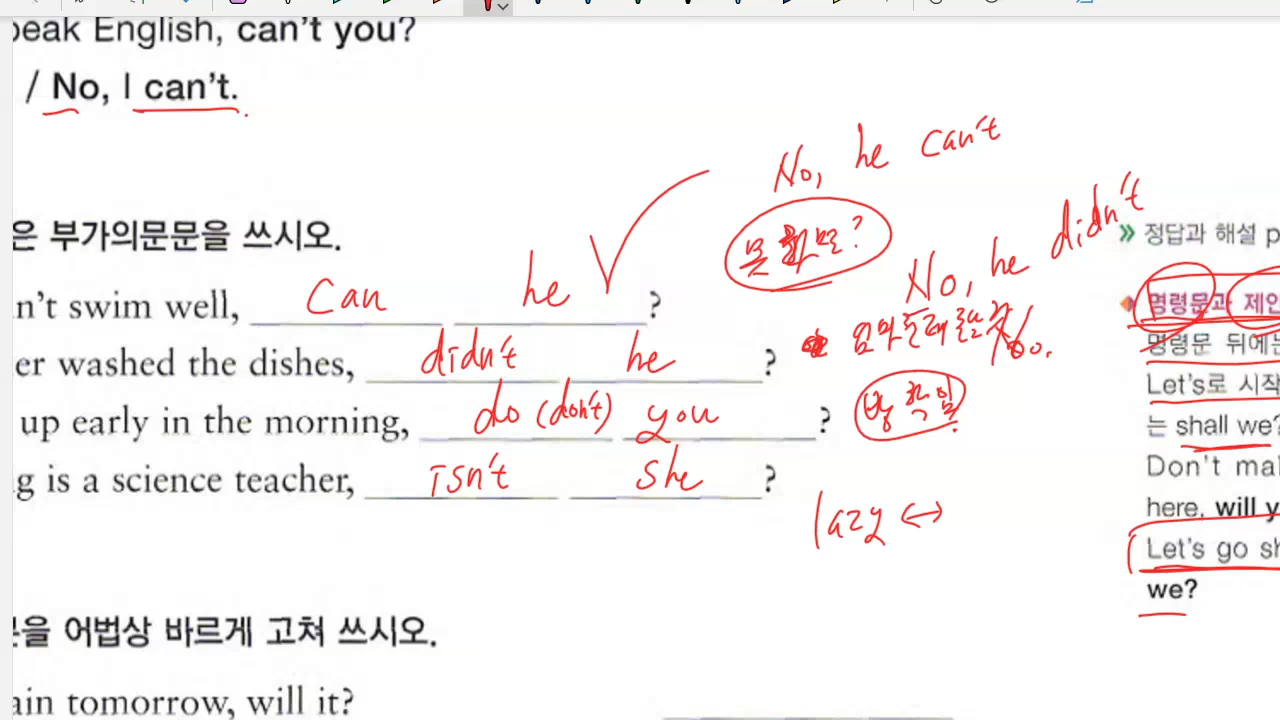 peak English, can't you?
/ No, I can't.
No, he can't
은 부가의문문을 쓰시오.
No, he didn't
정답과 해설 p
n't swim well, can he?
명령문과 제안
er washed the dishes, didn't he?
명령문 뒤에는
Let's로 시작
up early in the morning, do (don't) you?
는 shall we?
g is a science teacher, isn't she?
Don't mal
here, will y
lazy ↔
Let's go sh
we?
을 어법상 바르게 고쳐 쓰시오.
ain tomorrow, will it?